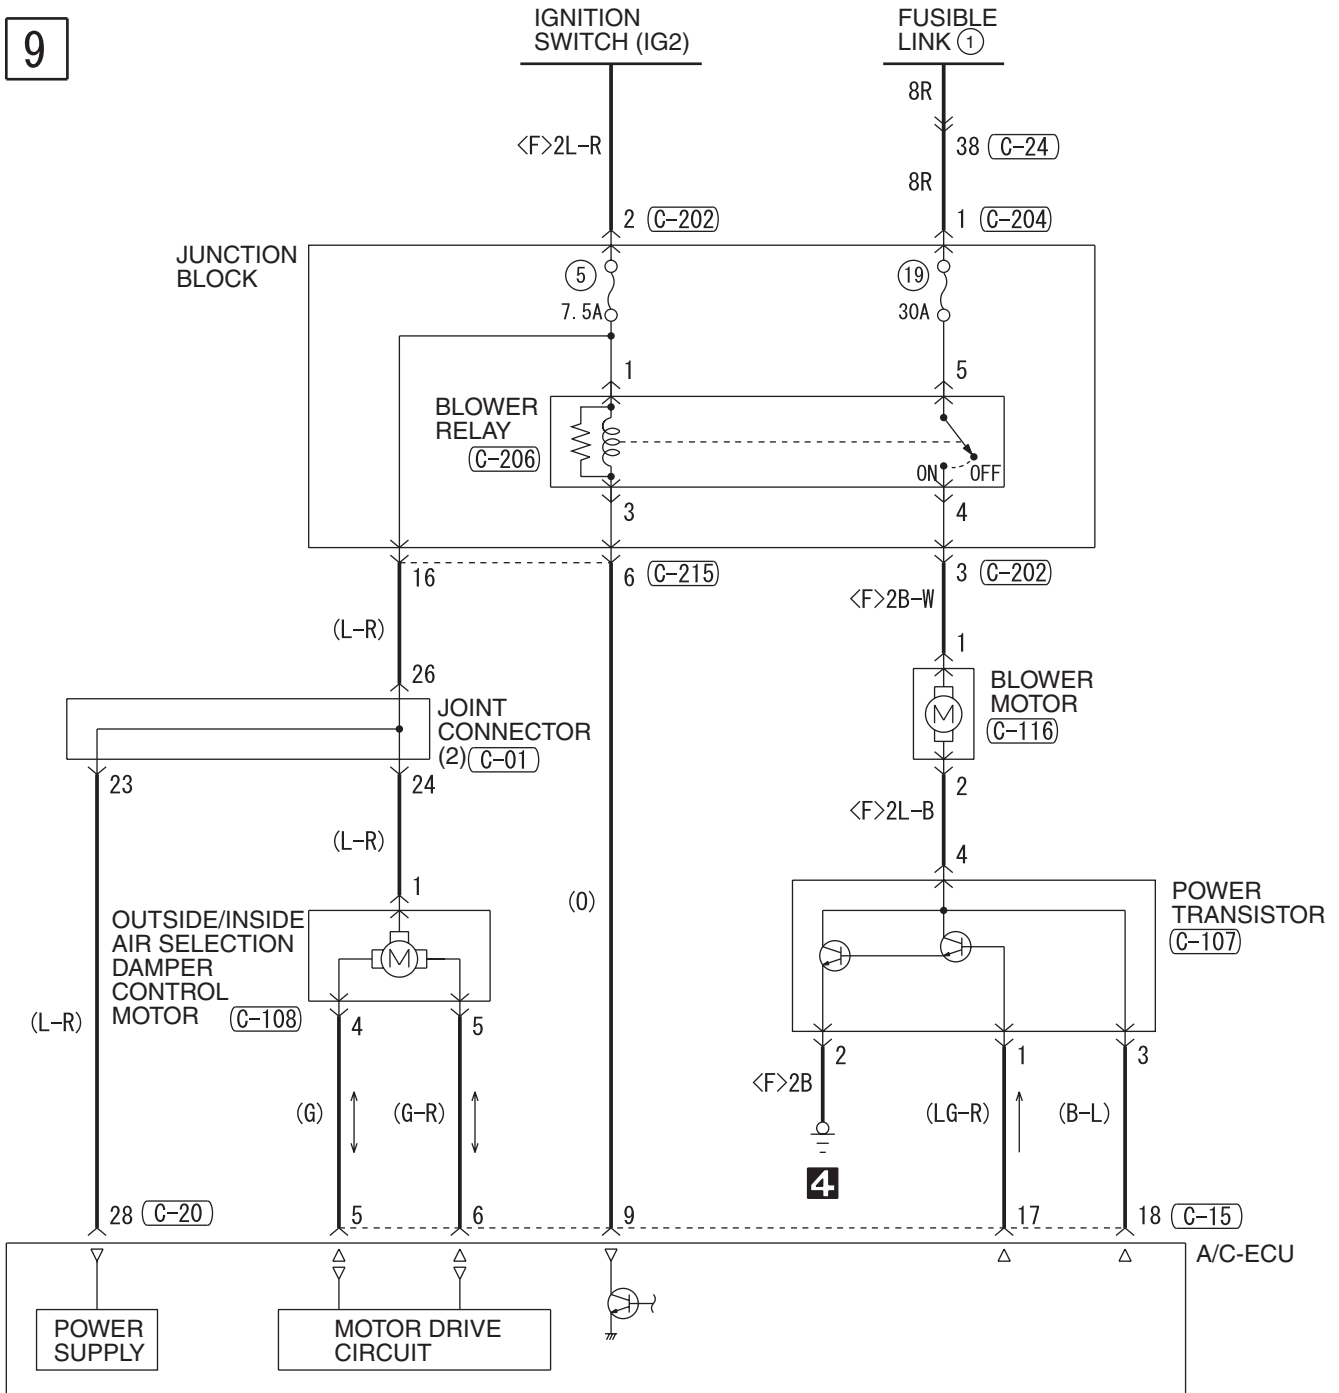 9
IGNITION
SWITCH (IG2)
FUSIBLE
LINK 1
8R
<F>2L-R
38 C-24
8R
2 C-202
1 C-204
JUNCTION
BLOCK
5
7.5A
19
30A
1
5
BLOWER
RELAY
C-206
ON
OFF
3
4
16
6 C-215
3 C-202
<F>2B-W
(L-R)
1
26
BLOWER
MOTOR
C-116
JOINT
CONNECTOR
(2) C-01
23
24
2
<F>2L-B
(L-R)
4
1
(O)
POWER
TRANSISTOR
C-107
OUTSIDE/INSIDE
AIR SELECTION
DAMPER
CONTROL
MOTOR C-108
M
M
(L-R)
4
5
2
1
3
<F>2B
(G)
(G-R)
(LG-R)
(B-L)
4
28 C-20
5
6
9
17
18 C-15
A/C-ECU
POWER
SUPPLY
MOTOR DRIVE
CIRCUIT